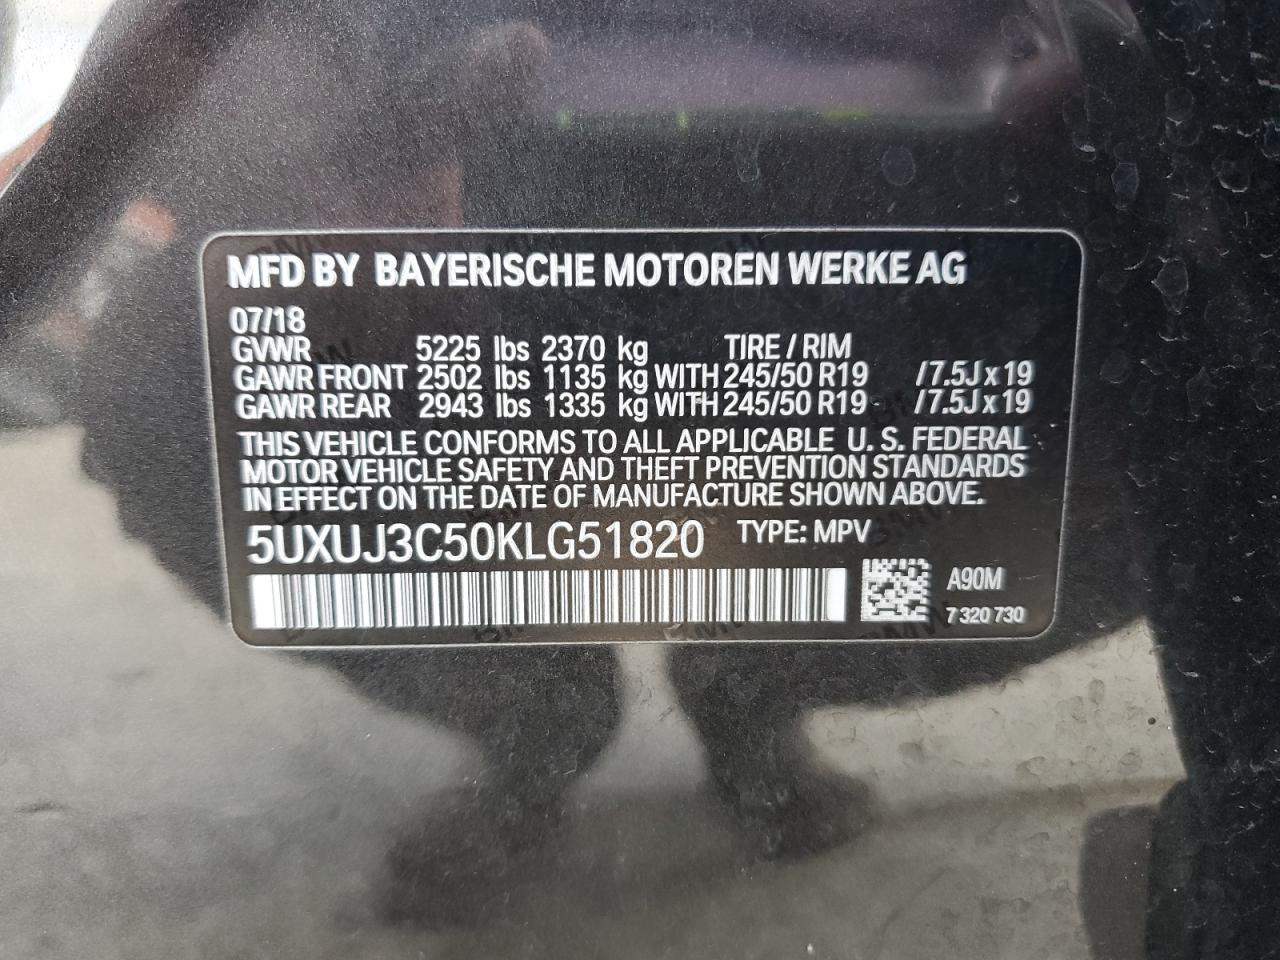 MFD BY BAYERISCHE MOTOREN WERKE AG
07/18
GVWR 5225 lbs 2370 kg TIRE / RIM
GAWR FRONT 2502 lbs 1135 kg WITH 245/50 R19 / 7.5J x 19
GAWR REAR 2943 lbs 1335 kg WITH 245/50 R19 / 7.5J x 19
THIS VEHICLE CONFORMS TO ALL APPLICABLE U. S. FEDERAL
MOTOR VEHICLE SAFETY AND THEFT PREVENTION STANDARDS
IN EFFECT ON THE DATE OF MANUFACTURE SHOWN ABOVE.
5UXUJ3C50KLG51820 TYPE: MPV
A90M
7 320 730